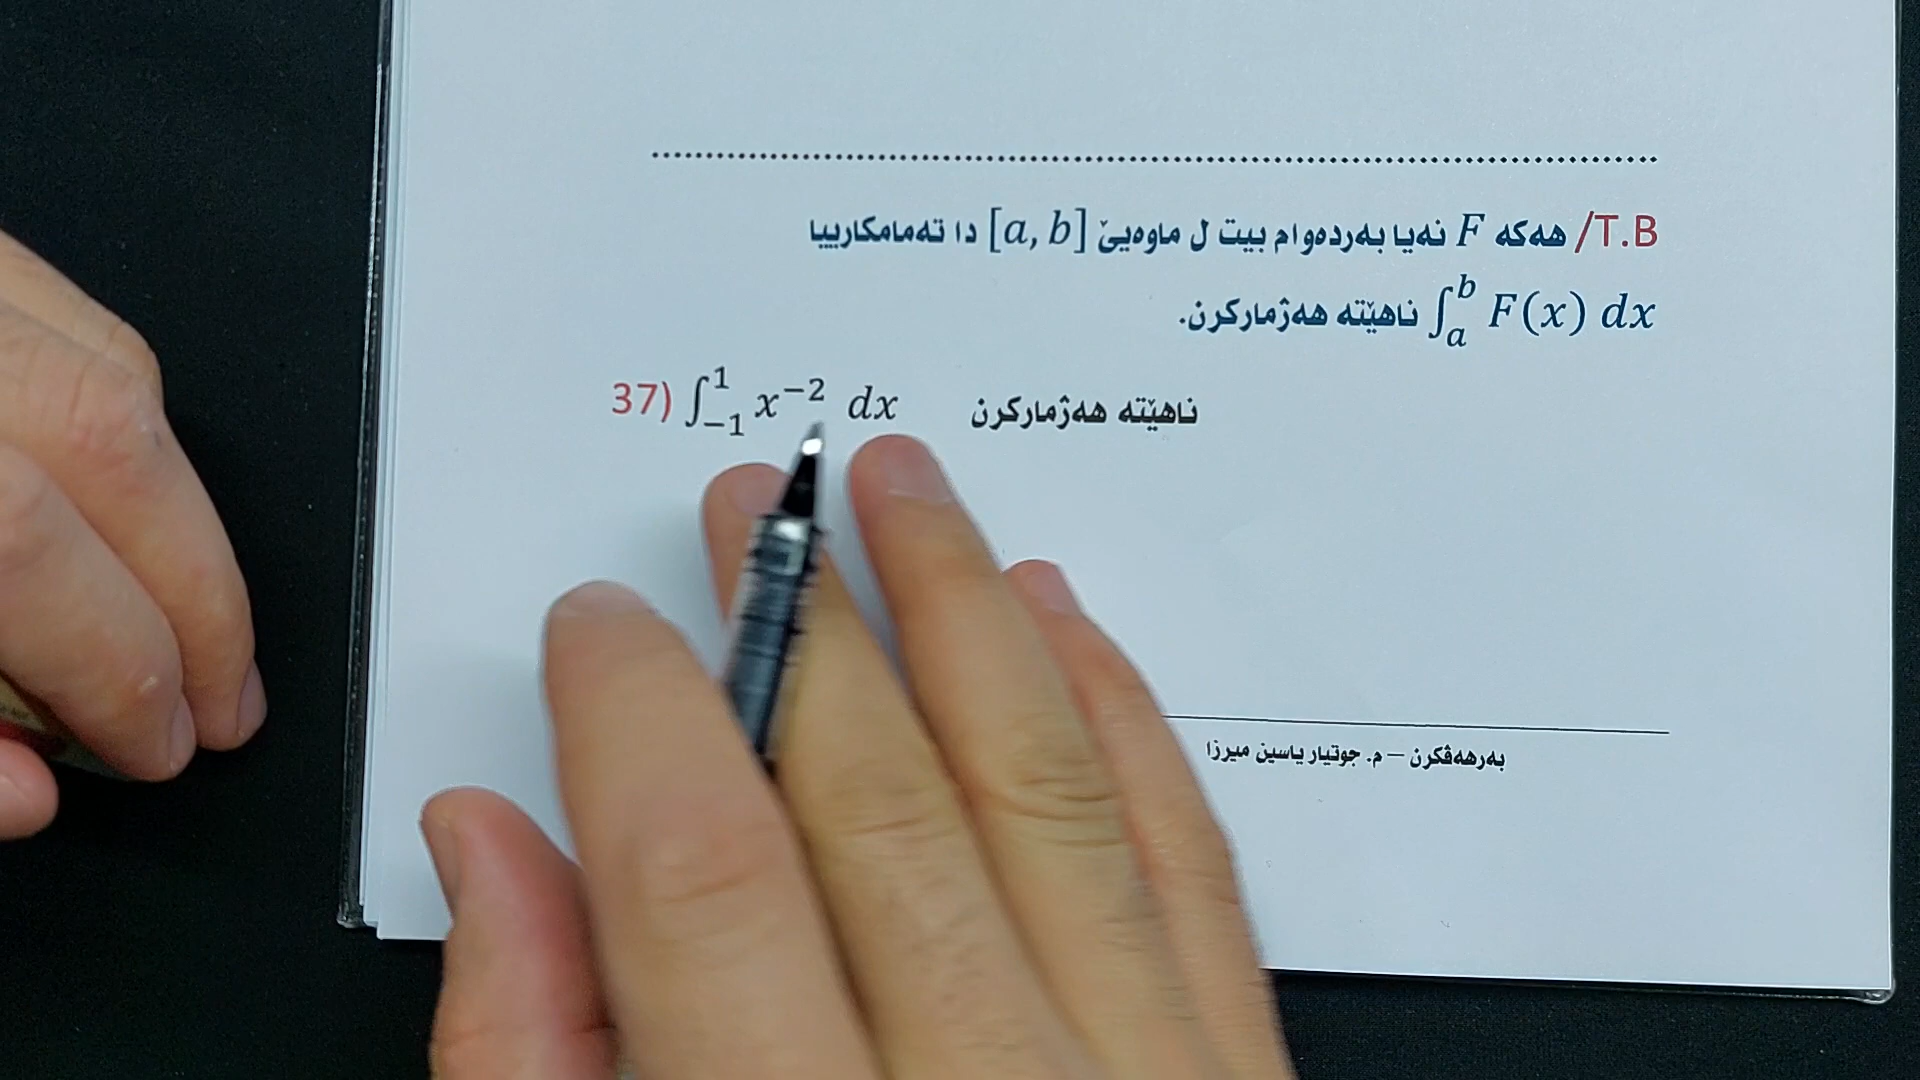 T.B/ هەکە F نەیا بەردەوام بیت ل ماوەیێ [a, b] دا تەمامکارییا
∫_a^b F(x) dx ناهێتە هەژمارکرن.
37) ∫_{-1}^{1} x^{-2} dx ناهێتە هەژمارکرن
بەرهەڤکرن – م. جوتیار یاسین میرزا